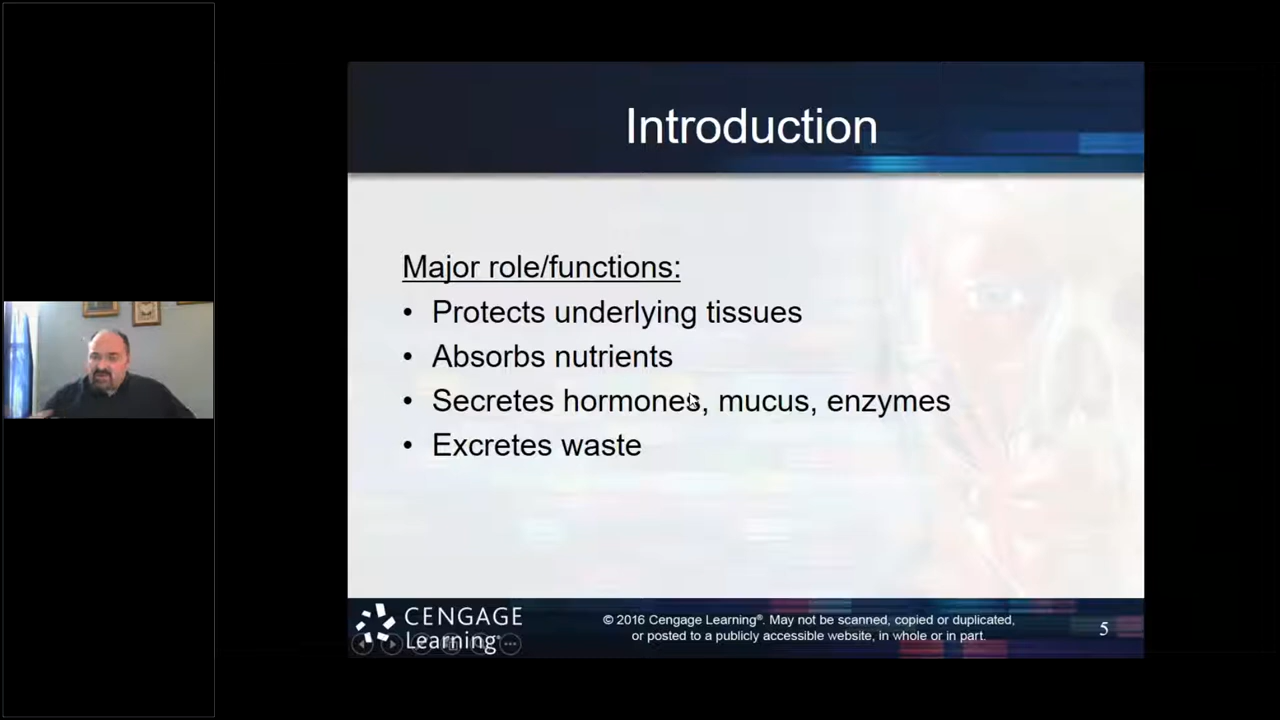 Introduction
Major role/functions:
• Protects underlying tissues
• Absorbs nutrients
• Secretes hormones, mucus, enzymes
• Excretes waste
CENGAGE
Learning®
© 2016 Cengage Learning®. May not be scanned, copied or duplicated,
or posted to a publicly accessible website, in whole or in part.
5